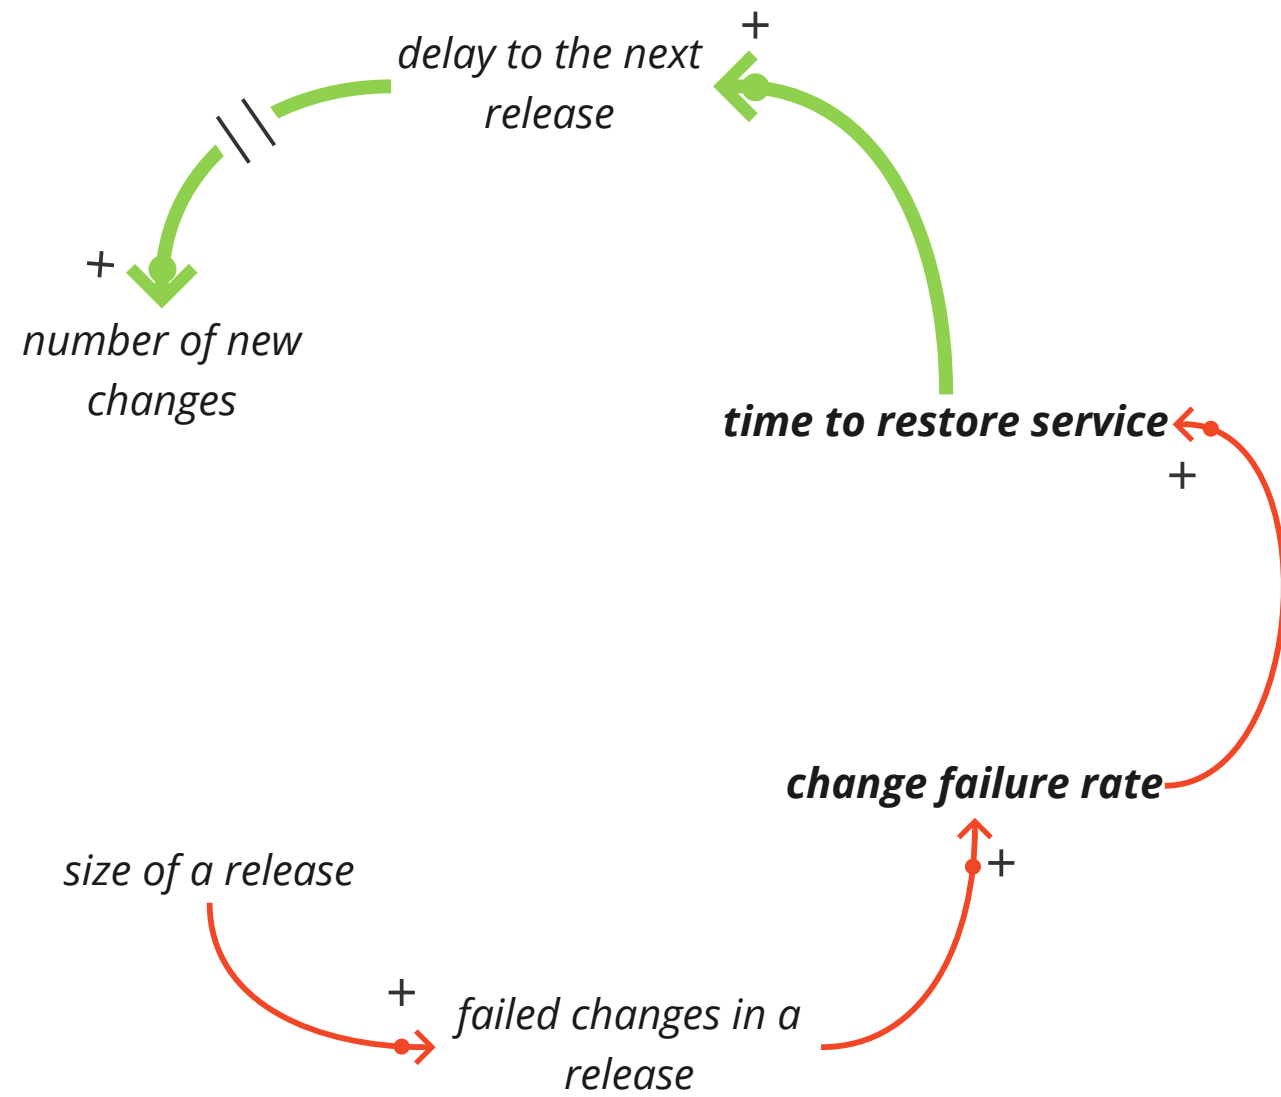 +
delay to the next
release
+
number of new
changes
time to restore service
+
change failure rate
+
size of a release
+
failed changes in a
release